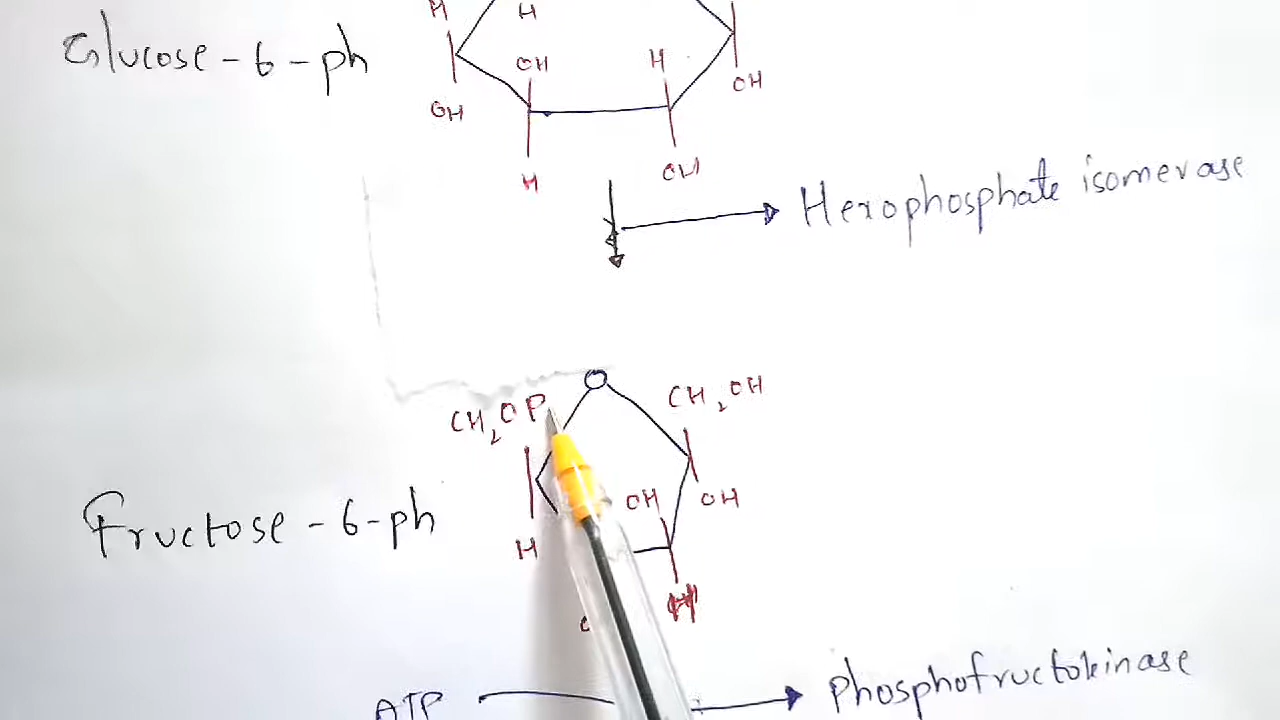 H H
Glucose-6-ph
OH H
OH OH
H OH
Hexophosphate isomerase
O
CH2OP CH2OH
OH OH
Fructose-6-ph
H H
ATP Phosphofructokinase